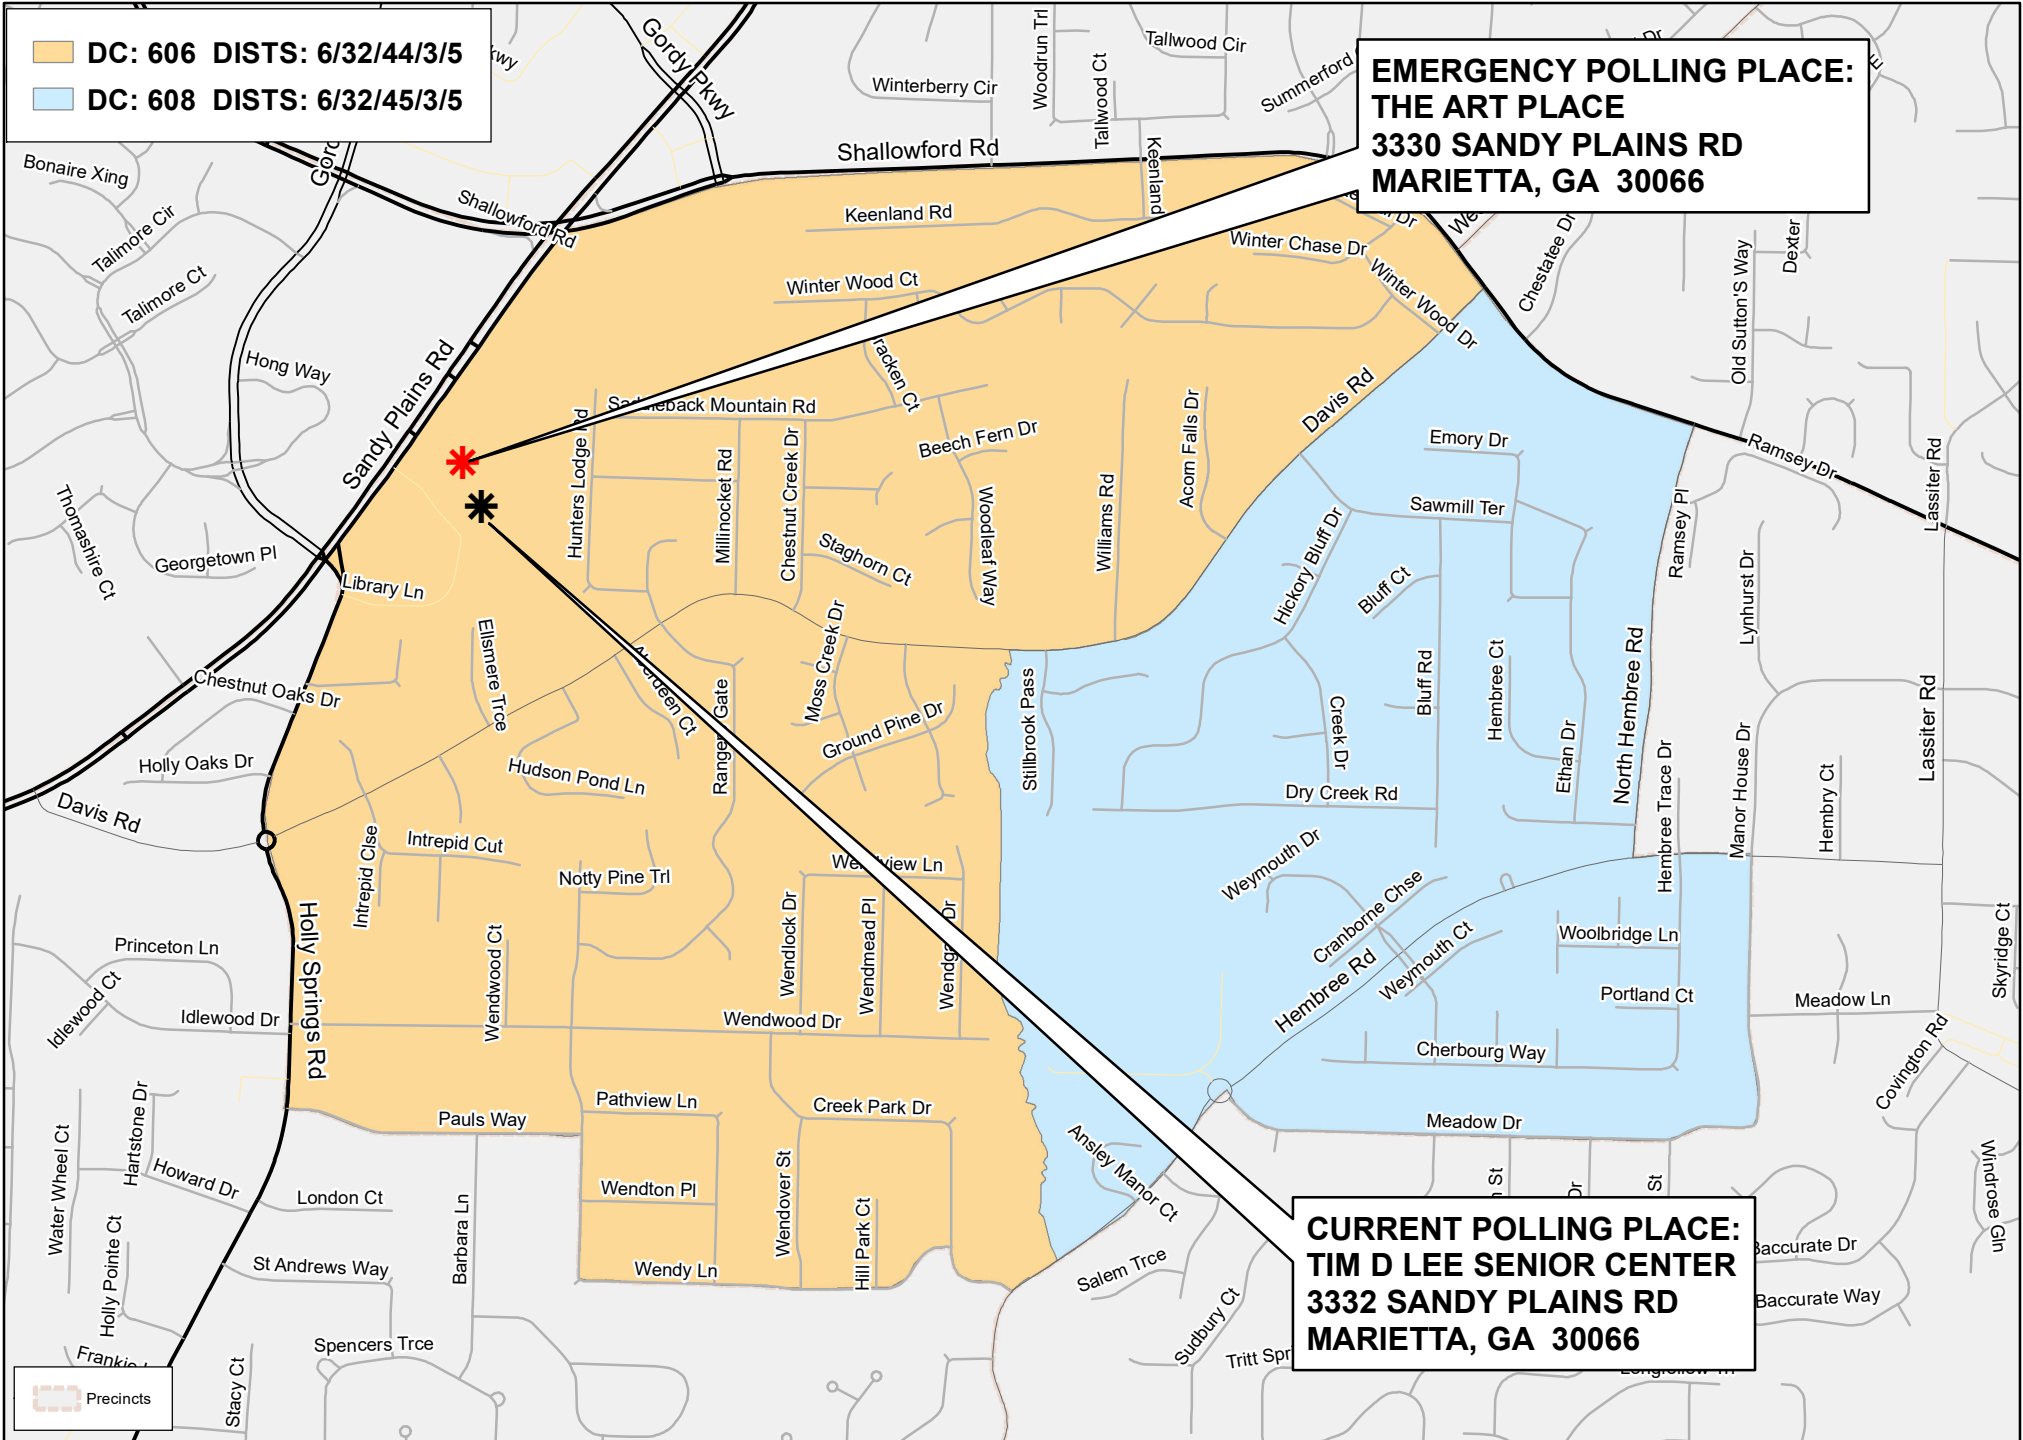 DC: 606 DISTS: 6/32/44/3/5
DC: 608 DISTS: 6/32/45/3/5
EMERGENCY POLLING PLACE:
THE ART PLACE
3330 SANDY PLAINS RD
MARIETTA, GA 30066
Gordy Pkwy
Woodrun Trl
Tallwood Cir
Tallwood Ct
Winterberry Cir
Summerford
Shallowford Rd
Keenland
Bonaire Xing
Shallowford Rd
Keenland Rd
Talimore Cir
Talimore Ct
Winter Chase Dr
Winter Wood Ct
Winter Wood Dr
Chestatee Dr
Old Sutton'S Way
Dexter
Hong Way
Sandy Plains Rd
Saddleback Mountain Rd
Davis Rd
Beech Fern Dr
Acorn Falls Dr
Emory Dr
Ramsey Dr
Lassiter Rd
Hunters Lodge Rd
Millinocket Rd
Chestnut Creek Dr
Woodleaf Way
Williams Rd
Sawmill Ter
Ramsey Pl
Thomashire Ct
Georgetown Pl
Library Ln
Staghorn Ct
Hickory Bluff Dr
Bluff Ct
Lynhurst Dr
Ellsmere Trce
Aberdeen Ct
Moss Creek Dr
Ground Pine Dr
Stillbrook Pass
Creek Dr
Bluff Rd
Hembree Ct
Ethan Dr
North Hembree Rd
Chestnut Oaks Dr
Holly Oaks Dr
Hudson Pond Ln
Dry Creek Rd
Hembree Trace Dr
Manor House Dr
Hembry Ct
Lassiter Rd
Davis Rd
Intrepid Clse
Intrepid Cut
Notty Pine Trl
Wendview Ln
Weymouth Dr
Cranborne Chse
Weymouth Ct
Woolbridge Ln
Holly Springs Rd
Princeton Ln
Idlewood Ct
Idlewood Dr
Wendwood Ct
Wendlock Dr
Wendmead Pl
Wendwood Dr
Hembree Rd
Portland Ct
Meadow Ln
Skyridge Ct
Cherbourg Way
Covington Rd
Pauls Way
Pathview Ln
Creek Park Dr
Meadow Dr
Ansley Manor Ct
Water Wheel Ct
Hartstone Dr
Howard Dr
London Ct
Barbara Ln
Wendton Pl
Wendover St
Hill Park Ct
Wendy Ln
Windrose Gln
Holly Pointe Ct
St Andrews Way
Salem Trce
Sudbury Ct
CURRENT POLLING PLACE:
TIM D LEE SENIOR CENTER
3332 SANDY PLAINS RD
MARIETTA, GA 30066
Baccurate Dr
Baccurate Way
Spencers Trce
Stacy Ct
Precincts